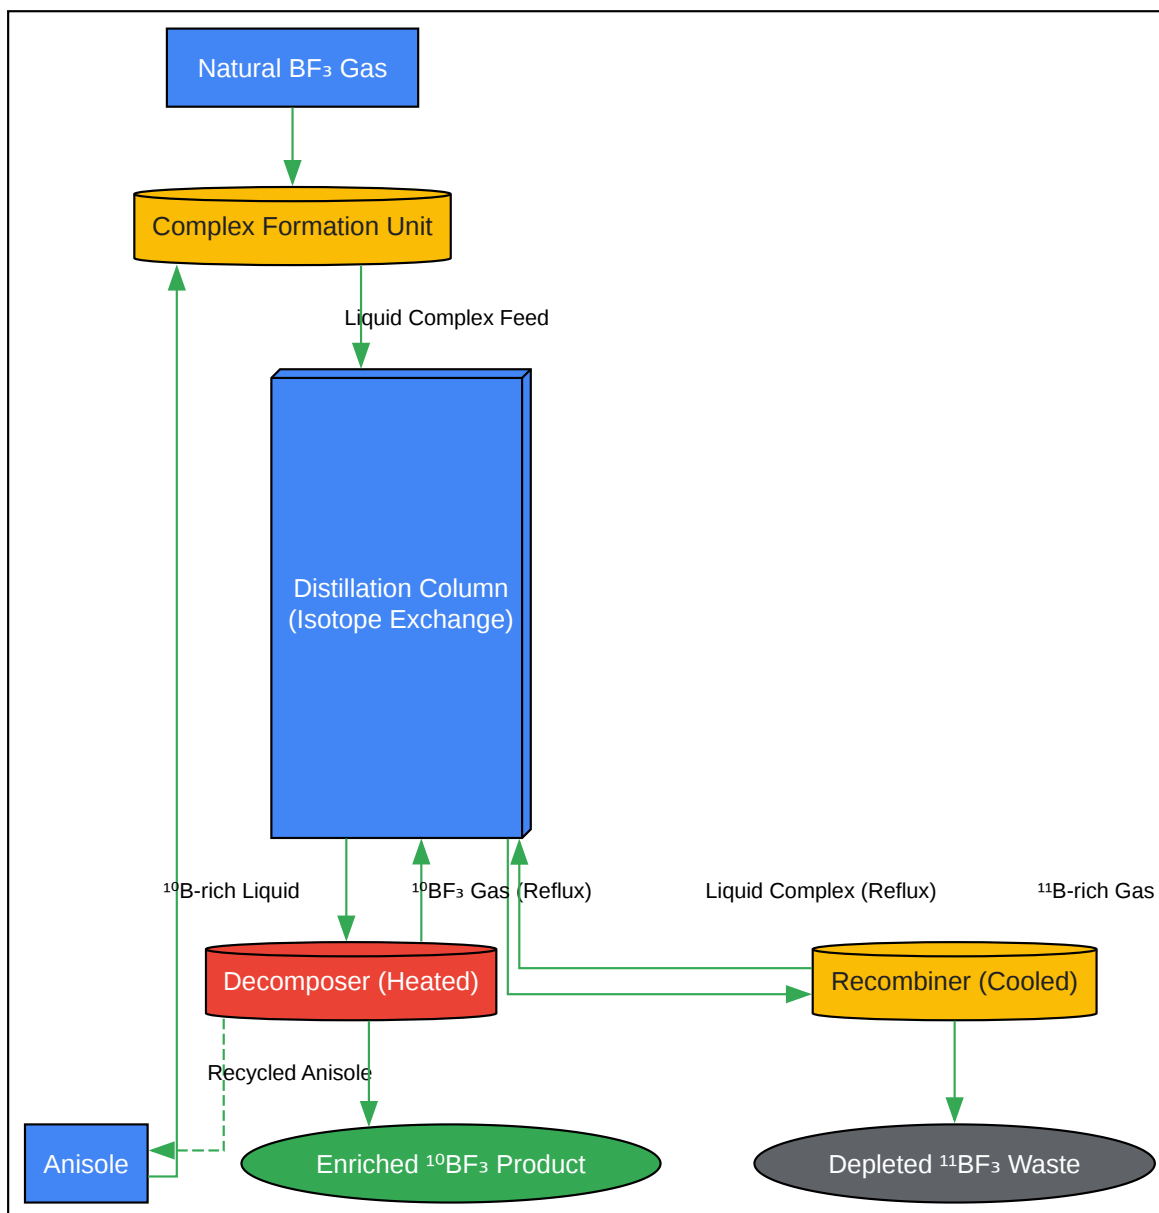 Natural BF₃ Gas
Complex Formation Unit
Liquid Complex Feed
Distillation Column
(Isotope Exchange)
¹⁰B-rich Liquid
¹⁰BF₃ Gas (Reflux)
Liquid Complex (Reflux)
¹¹B-rich Gas
Decomposer (Heated)
Recombiner (Cooled)
Recycled Anisole
Anisole
Enriched ¹⁰BF₃ Product
Depleted ¹¹BF₃ Waste